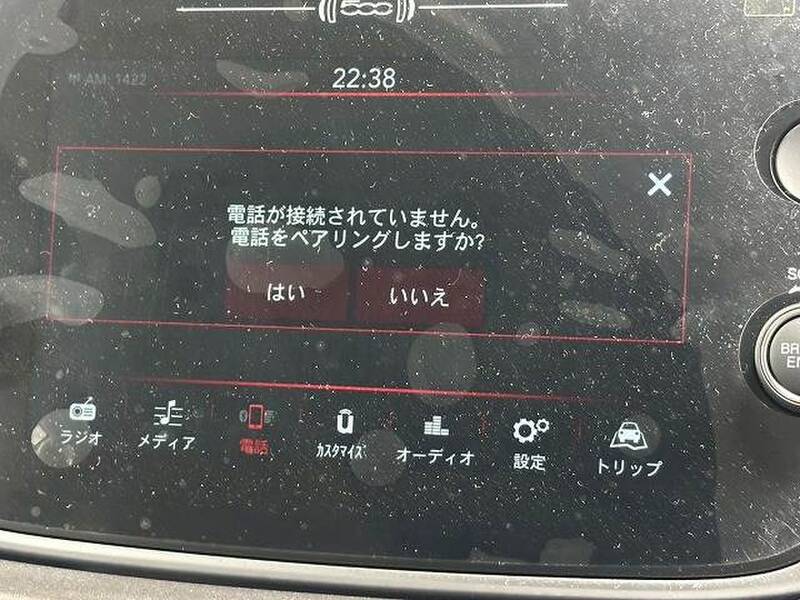 500
AM 1422
22:38
電話が接続されていません。
電話をペアリングしますか?
はい
いいえ
ラジオ
メディア
電話
ｶｽﾀﾏｲｽﾞ
オーディオ
設定
トリップ